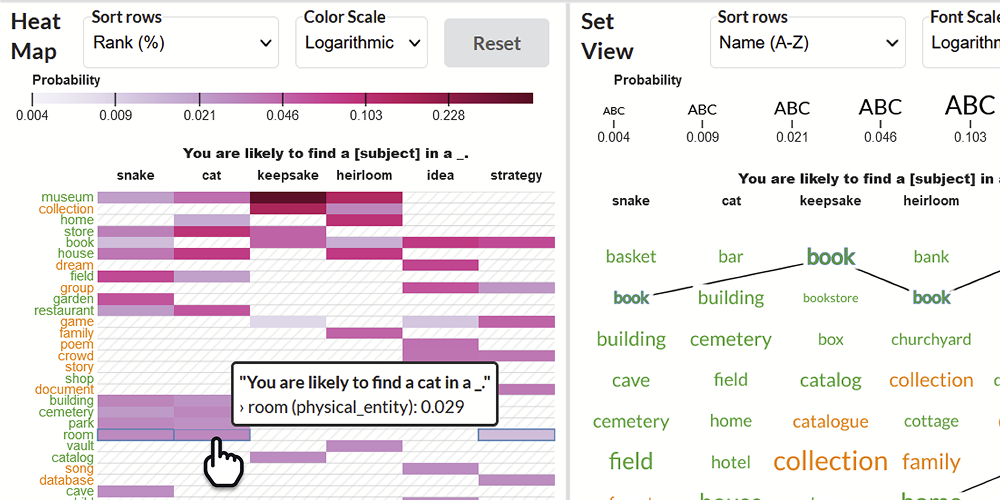 Heat Map
Sort rows
Rank (%)
Color Scale
Logarithmic
Reset
Probability
0.004 0.009 0.021 0.046 0.103 0.228
You are likely to find a [subject] in a _.
snake cat keepsake heirloom idea strategy
museum
collection
home
store
book
house
dream
field
group
garden
restaurant
game
family
poem
crowd
story
shop
document
building
cemetery
park
room
vault
catalog
song
database
cave
"You are likely to find a cat in a _."
› room (physical_entity): 0.029
Set View
Sort rows
Name (A-Z)
Font Scale
Logarithm
Probability
ABC ABC ABC ABC ABC
0.004 0.009 0.021 0.046 0.103
You are likely to find a [subject] in a
snake cat keepsake heirloom
basket bar book bank
book building bookstore book
building cemetery box churchyard
cave field catalog collection
cemetery home catalogue cottage
field hotel collection family
house home